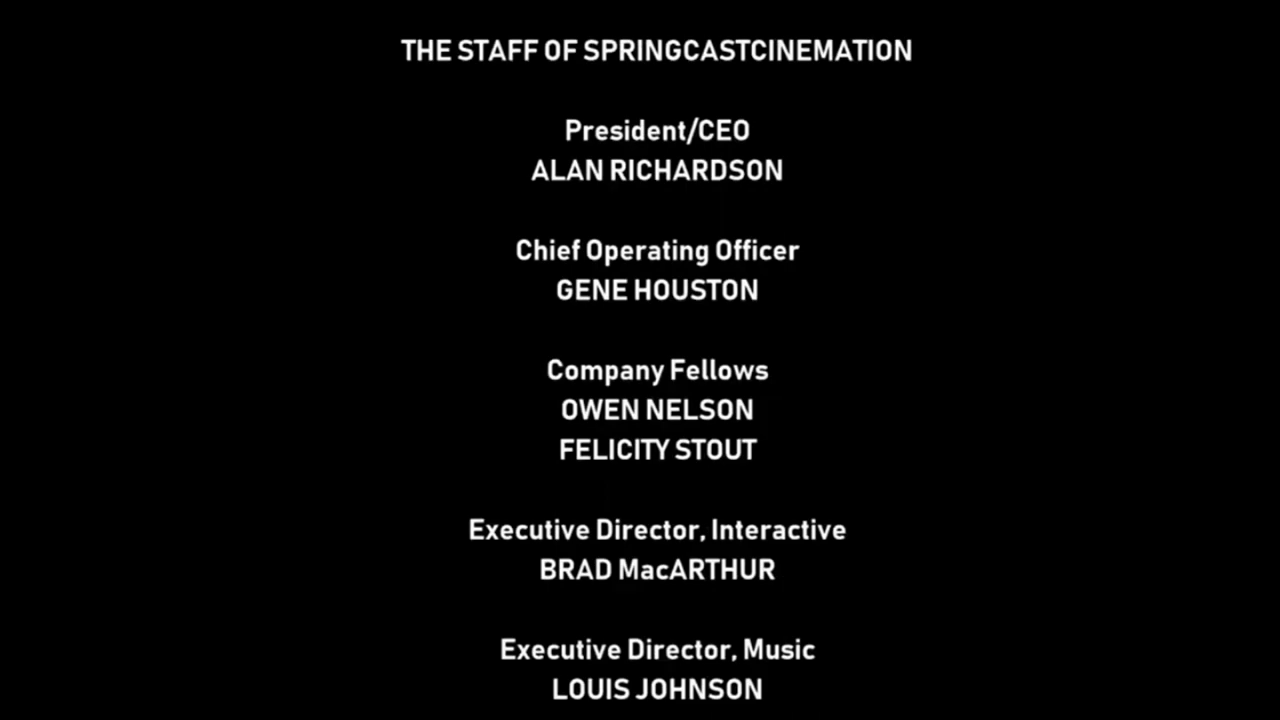 THE STAFF OF SPRINGCASTCINEMATION
President/CEO
ALAN RICHARDSON
Chief Operating Officer
GENE HOUSTON
Company Fellows
OWEN NELSON
FELICITY STOUT
Executive Director, Interactive
BRAD MacARTHUR
Executive Director, Music
LOUIS JOHNSON